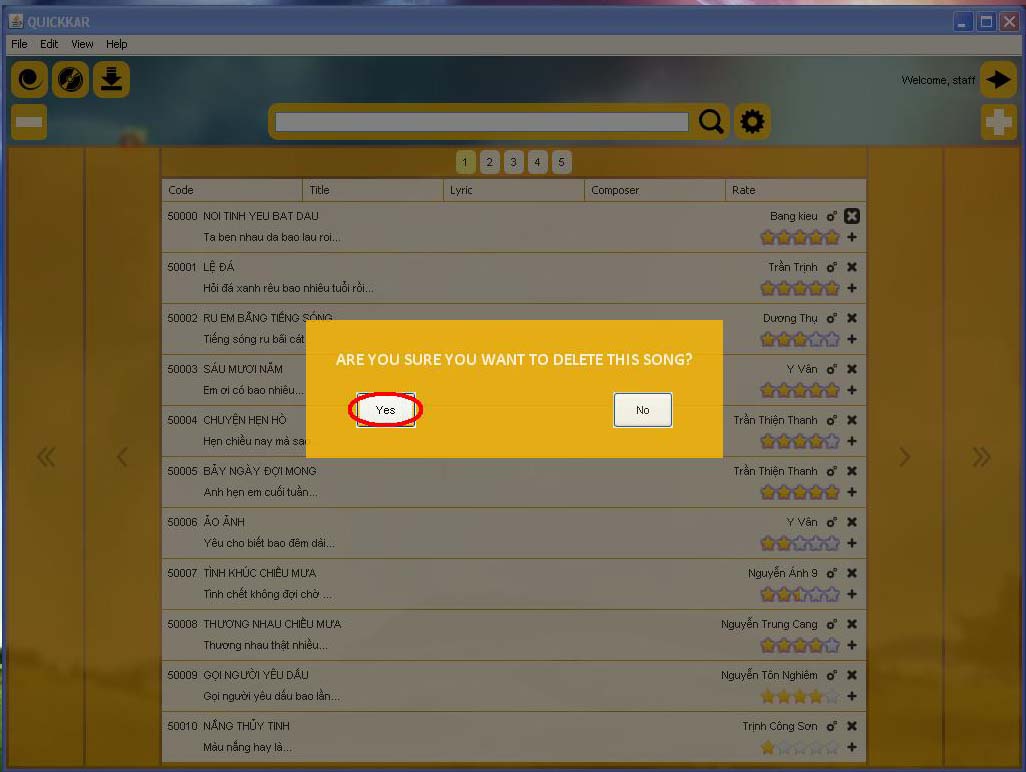 QUICKKAR
File Edit View Help
Welcome, staff
1 2 3 4 5
Code Title Lyric Composer Rate
50000 NOI TINH YEU BAT DAU Bang kieu
Ta ben nhau da bao lau roi...
50001 LỆ ĐÁ Trần Trịnh
Hỏi đá xanh rêu bao nhiêu tuổi rồi...
50002 RU EM BẰNG TIẾNG SÓNG Dương Thụ
Tiếng sóng ru bãi cát
ARE YOU SURE YOU WANT TO DELETE THIS SONG?
50003 SÁU MƯƠI NĂM Y Vân
Em ơi có bao nhiêu...
Yes No
50004 CHUYỆN HẸN HÒ Trần Thiện Thanh
Hẹn chiều nay mà sao
50005 BẢY NGÀY ĐỢI MONG Trần Thiện Thanh
Anh hẹn em cuối tuần...
50006 ẢO ẢNH Y Vân
Yêu cho biết bao đêm dài...
50007 TÌNH KHÚC CHIỀU MƯA Nguyễn Ánh 9
Tình chết không đợi chờ ...
50008 THƯƠNG NHAU CHIỀU MƯA Nguyễn Trung Cang
Thương nhau thật nhiều...
50009 GỌI NGƯỜI YÊU DẤU Nguyễn Tôn Nghiêm
Gọi người yêu dấu bao lần...
50010 NẮNG THỦY TINH Trịnh Công Sơn
Màu nắng hay là...